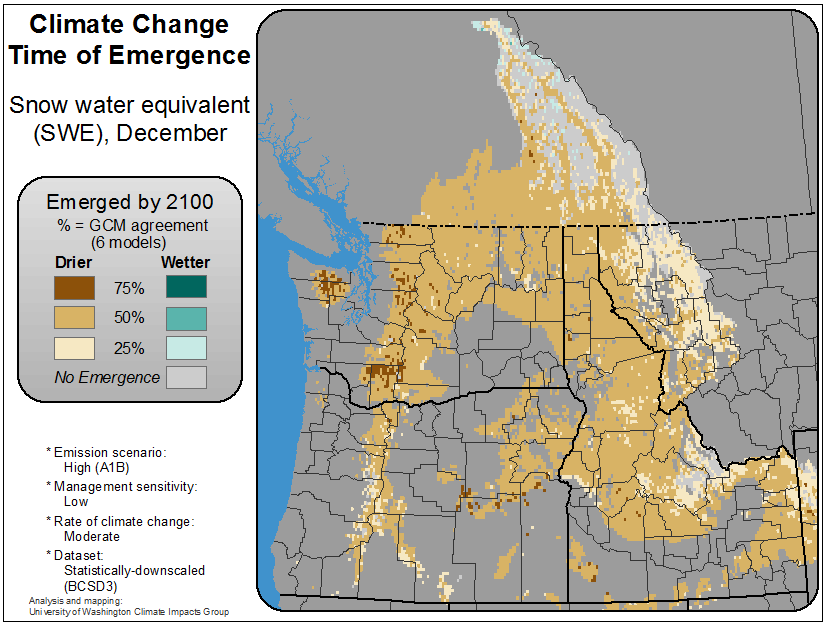 Climate Change
Time of Emergence
Snow water equivalent
(SWE), December
Emerged by 2100
% = GCM agreement
(6 models)
Drier Wetter
75%
50%
25%
No Emergence
* Emission scenario:
High (A1B)
* Management sensitivity:
Low
* Rate of climate change:
Moderate
* Dataset:
Statistically-downscaled
(BCSD3)
Analysis and mapping:
University of Washington Climate Impacts Group